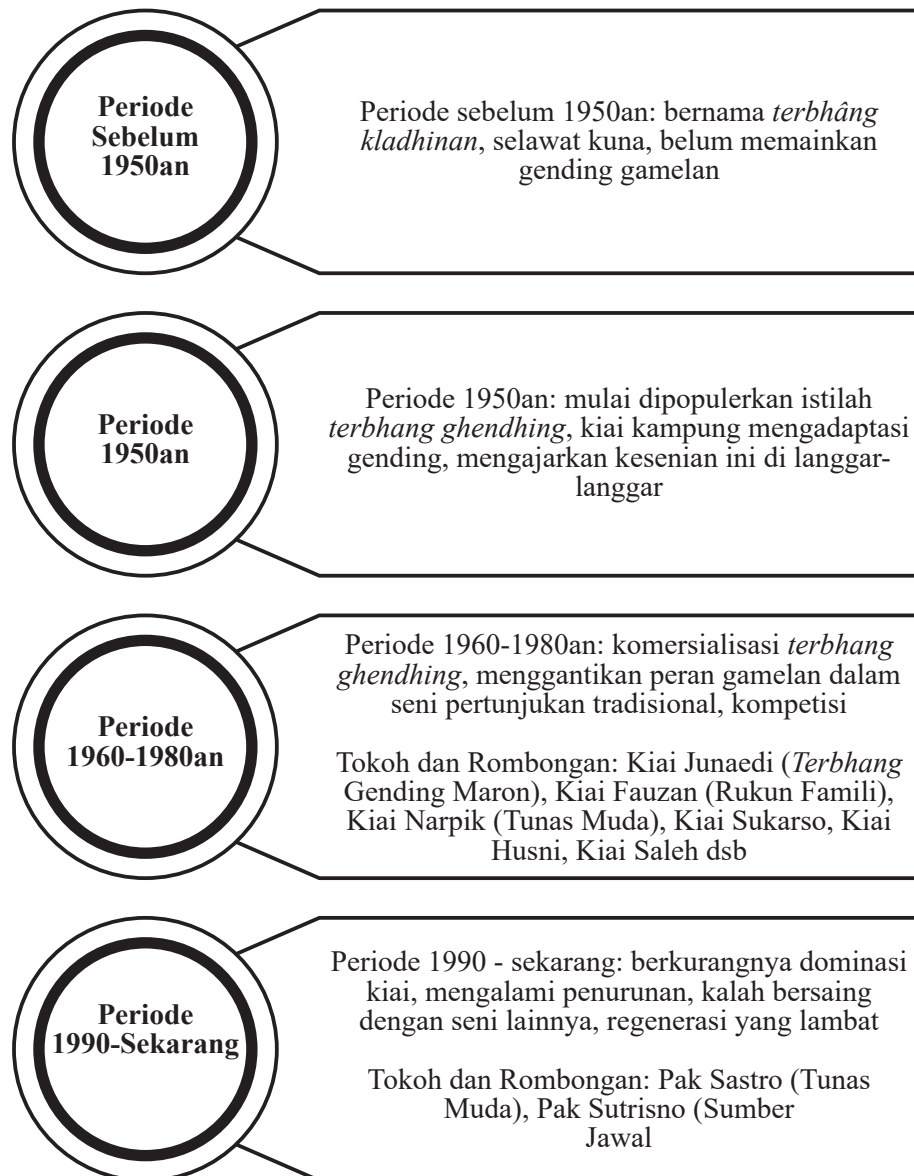 Periode
Sebelum
1950an
Periode sebelum 1950an: bernama terbhâng
kladhinan, selawat kuna, belum memainkan
gending gamelan
Periode
1950an
Periode 1950an: mulai dipopulerkan istilah
terbhang ghendhing, kiai kampung mengadaptasi
gending, mengajarkan kesenian ini di langgar-
langgar
Periode
1960-1980an
Periode 1960-1980an: komersialisasi terbhang
ghendhing, menggantikan peran gamelan dalam
seni pertunjukan tradisional, kompetisi
Tokoh dan Rombongan: Kiai Junaedi (Terbhang
Gending Maron), Kiai Fauzan (Rukun Famili),
Kiai Narpik (Tunas Muda), Kiai Sukarso, Kiai
Husni, Kiai Saleh dsb
Periode
1990-Sekarang
Periode 1990 - sekarang: berkurangnya dominasi
kiai, mengalami penurunan, kalah bersaing
dengan seni lainnya, regenerasi yang lambat
Tokoh dan Rombongan: Pak Sastro (Tunas
Muda), Pak Sutrisno (Sumber
Jawal